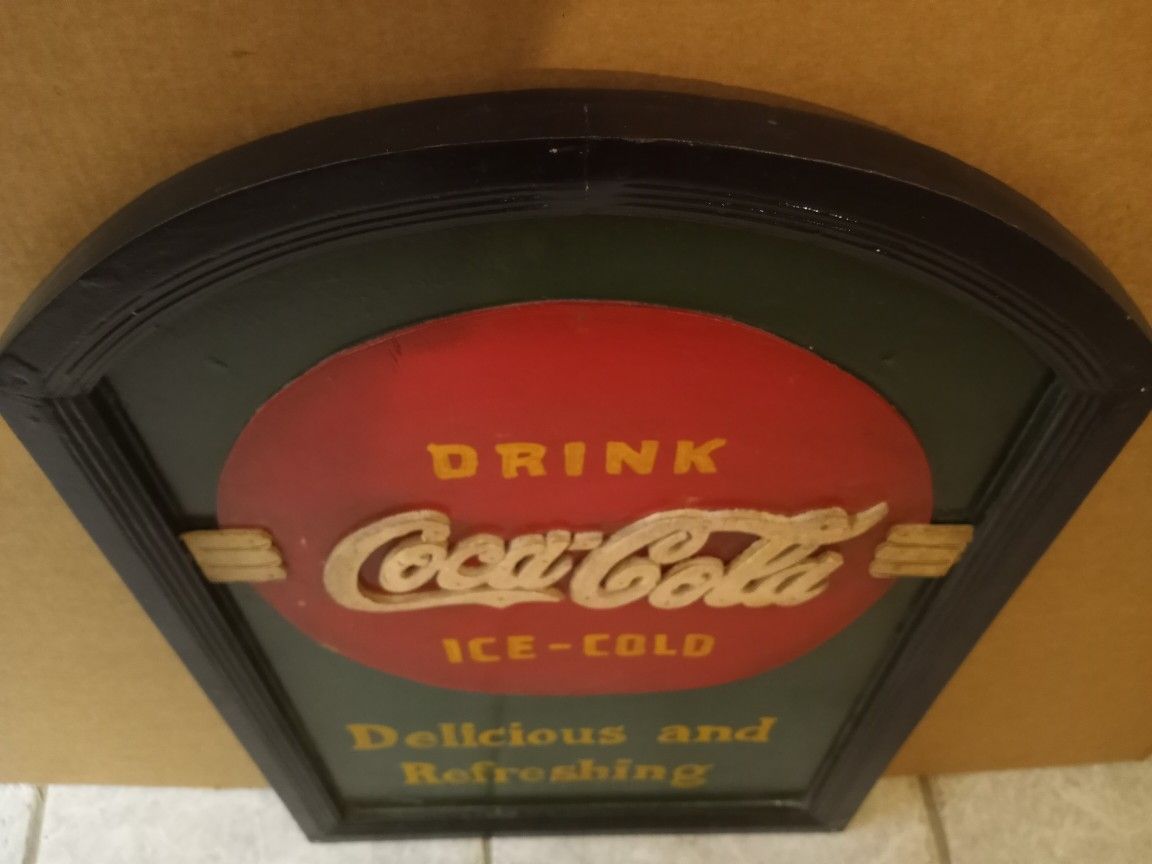 DRINK
Coca-Cola
ICE-COLD
Delicious and
Refreshing